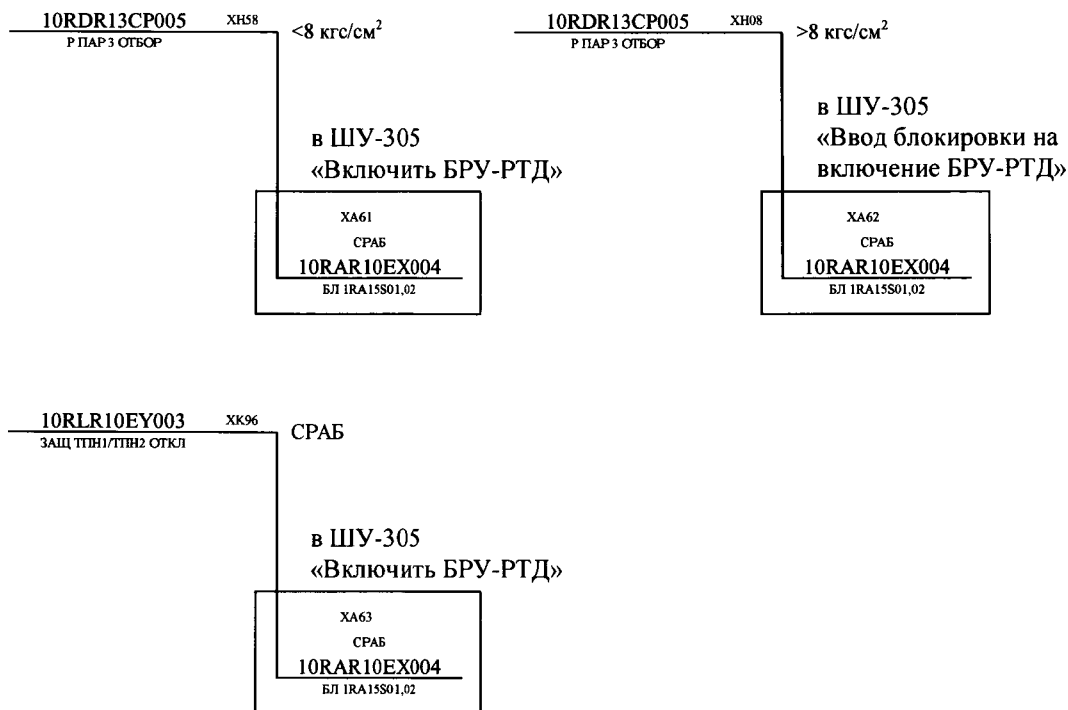 10RDR13CP005 XH58 <8 кгс/см²
Р ПАР 3 ОТБОР
в ШУ-305
«Включить БРУ-РТД»
XA61
СРАБ
10RAR10EX004
БЛ 1RA15S01,02
10RDR13CP005 XH08 >8 кгс/см²
Р ПАР 3 ОТБОР
в ШУ-305
«Ввод блокировки на
включение БРУ-РТД»
XA62
СРАБ
10RAR10EX004
БЛ 1RA15S01,02
10RLR10EY003 XK96 СРАБ
ЗАЩ ТПН1/ТПН2 ОТКЛ
в ШУ-305
«Включить БРУ-РТД»
XA63
СРАБ
10RAR10EX004
БЛ 1RA15S01,02